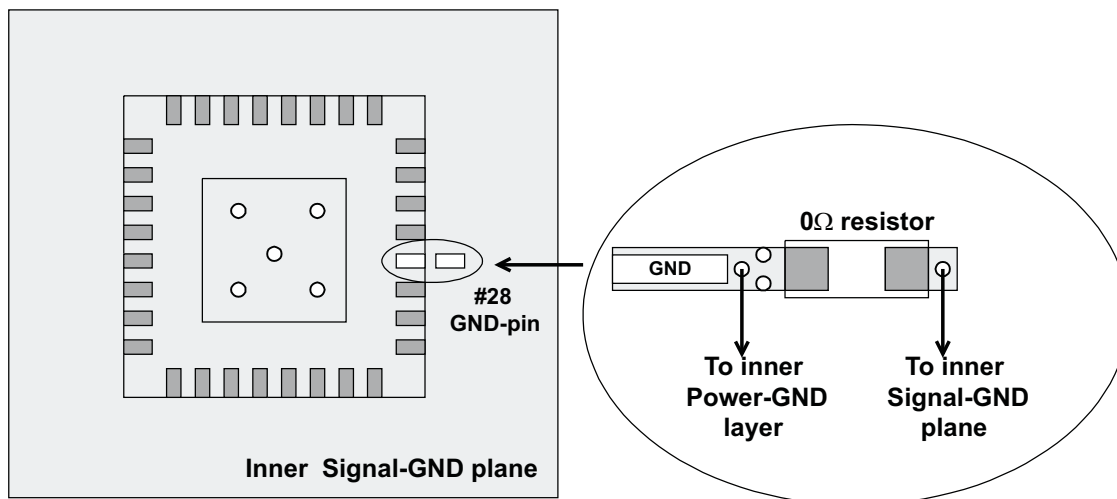 #28
GND-pin
Inner Signal-GND plane
0Ω resistor
GND
To inner
Power-GND
layer
To inner
Signal-GND
plane